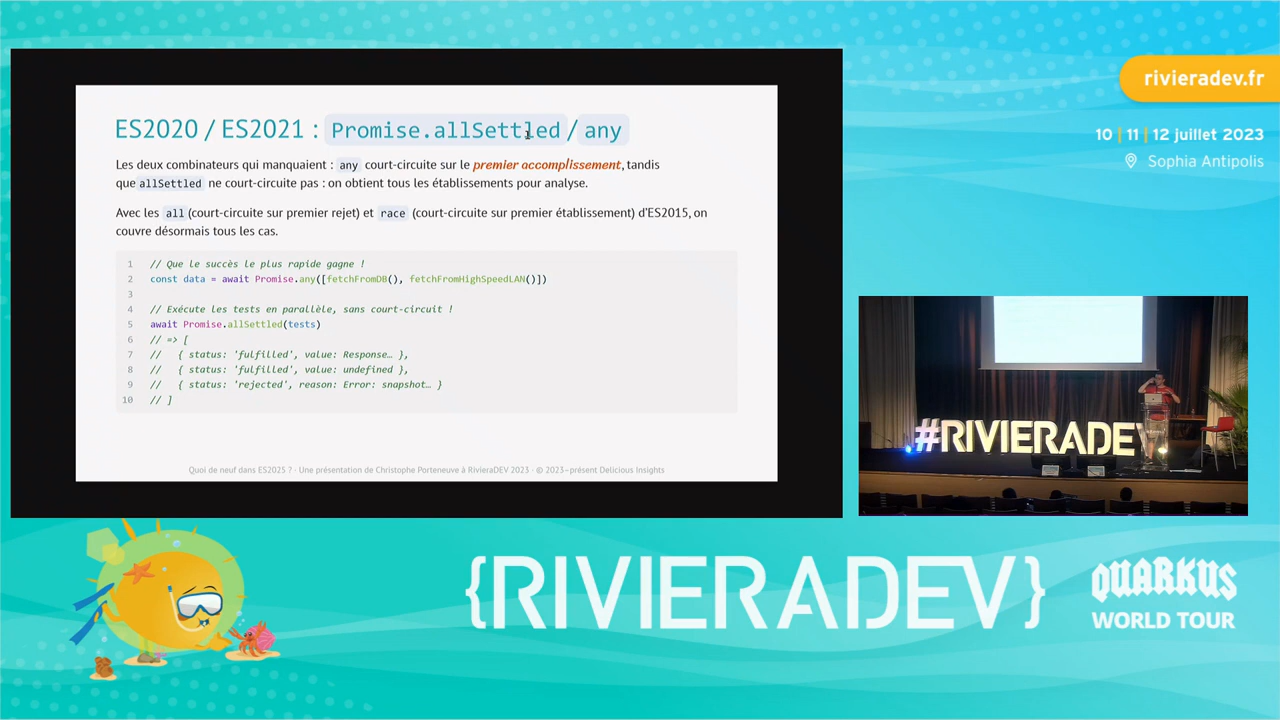 ES2020 / ES2021 : Promise.allSettled / any
Les deux combinateurs qui manquaient : any court-circuite sur le premier accomplissement, tandis
que allSettled ne court-circuite pas : on obtient tous les établissements pour analyse.
Avec les all (court-circuite sur premier rejet) et race (court-circuite sur premier établissement) d'ES2015, on
couvre désormais tous les cas.
1 // Que le succès le plus rapide gagne !
2 const data = await Promise.any([fetchFromDB(), fetchFromHighSpeedLAN()])
3
4 // Exécute les tests en parallèle, sans court-circuit !
5 await Promise.allSettled(tests)
6 // => [
7 //   { status: 'fulfilled', value: Response… },
8 //   { status: 'fulfilled', value: undefined },
9 //   { status: 'rejected', reason: Error: snapshot… }
10 // ]
Quoi de neuf dans ES2025 ? · Une présentation de Christophe Porteneuve à RivieraDEV 2023 · © 2023–présent Delicious Insights
rivieradev.fr
10 | 11 | 12 juillet 2023
Sophia Antipolis
#RIVIERADE
{RIVIERADEV}
QUARKUS
WORLD TOUR